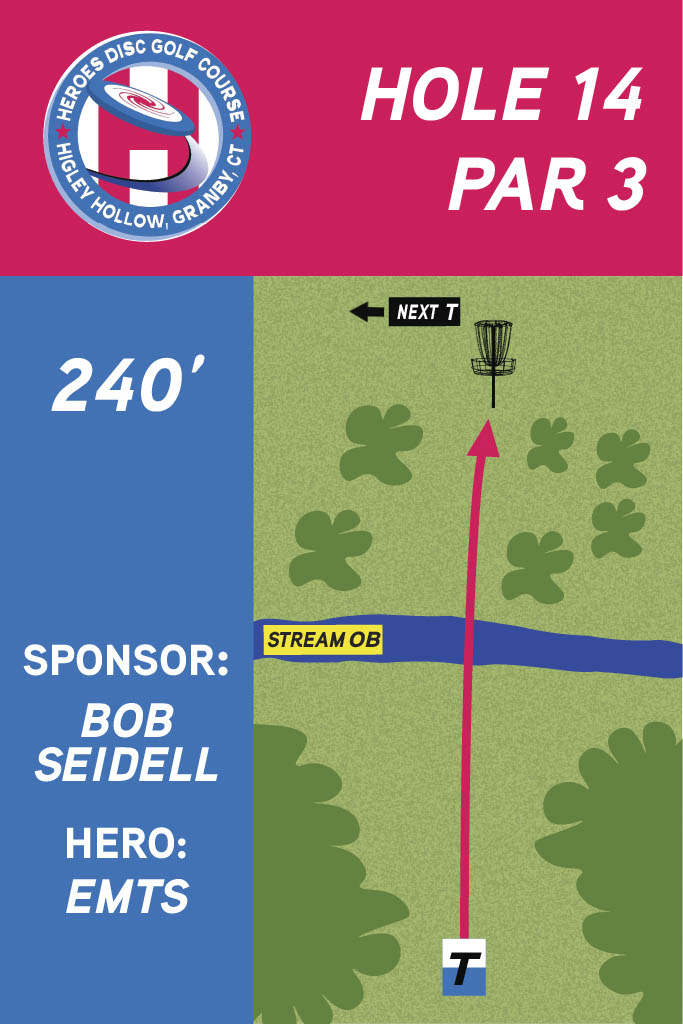 HEROES DISC GOLF COURSE
HIGLEY HOLLOW, GRANBY, CT
HOLE 14
PAR 3
240’
NEXT T
STREAM OB
SPONSOR:
BOB
SEIDELL
HERO:
EMTS
T